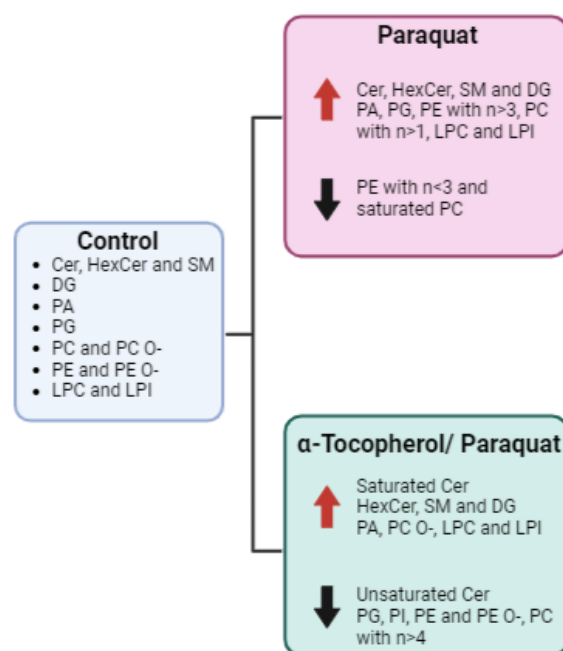 Paraquat
Cer, HexCer, SM and DG
PA, PG, PE with n>3, PC
with n>1, LPC and LPI
PE with n<3 and
saturated PC
Control
• Cer, HexCer and SM
• DG
• PA
• PG
• PC and PC O-
• PE and PE O-
• LPC and LPI
α-Tocopherol/ Paraquat
Saturated Cer
HexCer, SM and DG
PA, PC O-, LPC and LPI
Unsaturated Cer
PG, PI, PE and PE O-, PC
with n>4